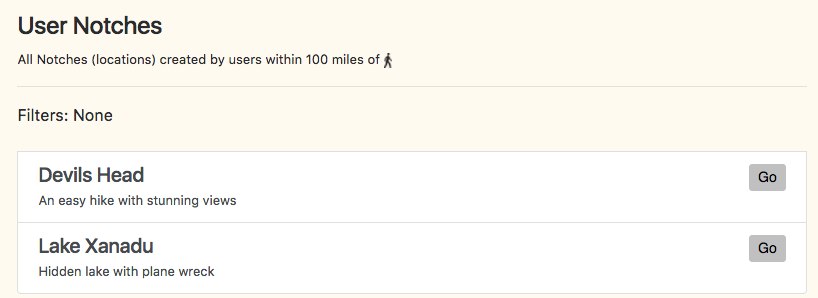 User Notches
All Notches (locations) created by users within 100 miles of
Filters: None
Devils Head
Go
An easy hike with stunning views
Lake Xanadu
Go
Hidden lake with plane wreck